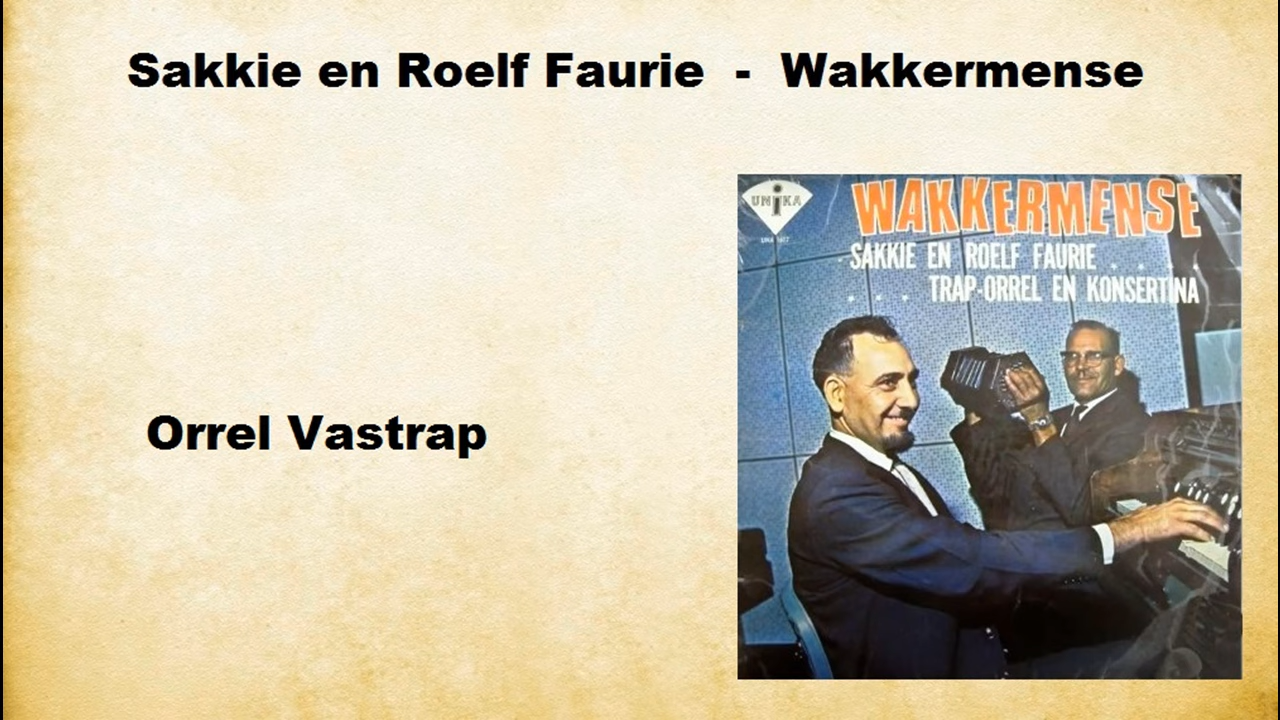 Sakkie en Roelf Faurie - Wakkermense
UNIKA
WAKKERMENSE
SAKKIE EN ROELF FAURIE . . . .
. . . TRAP-ORREL EN KONSERTINA
Orrel Vastrap